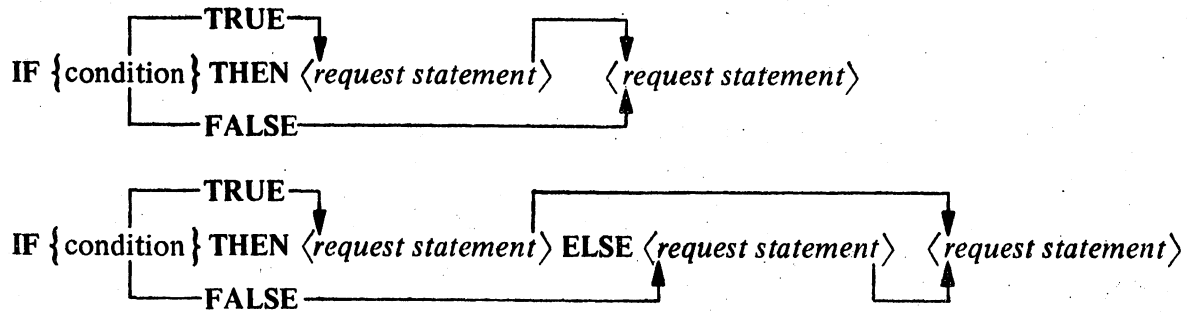 TRUE
IF {condition} THEN ⟨request statement⟩ ⟨request statement⟩
FALSE
TRUE
IF {condition} THEN ⟨request statement⟩ ELSE ⟨request statement⟩ ⟨request statement⟩
FALSE